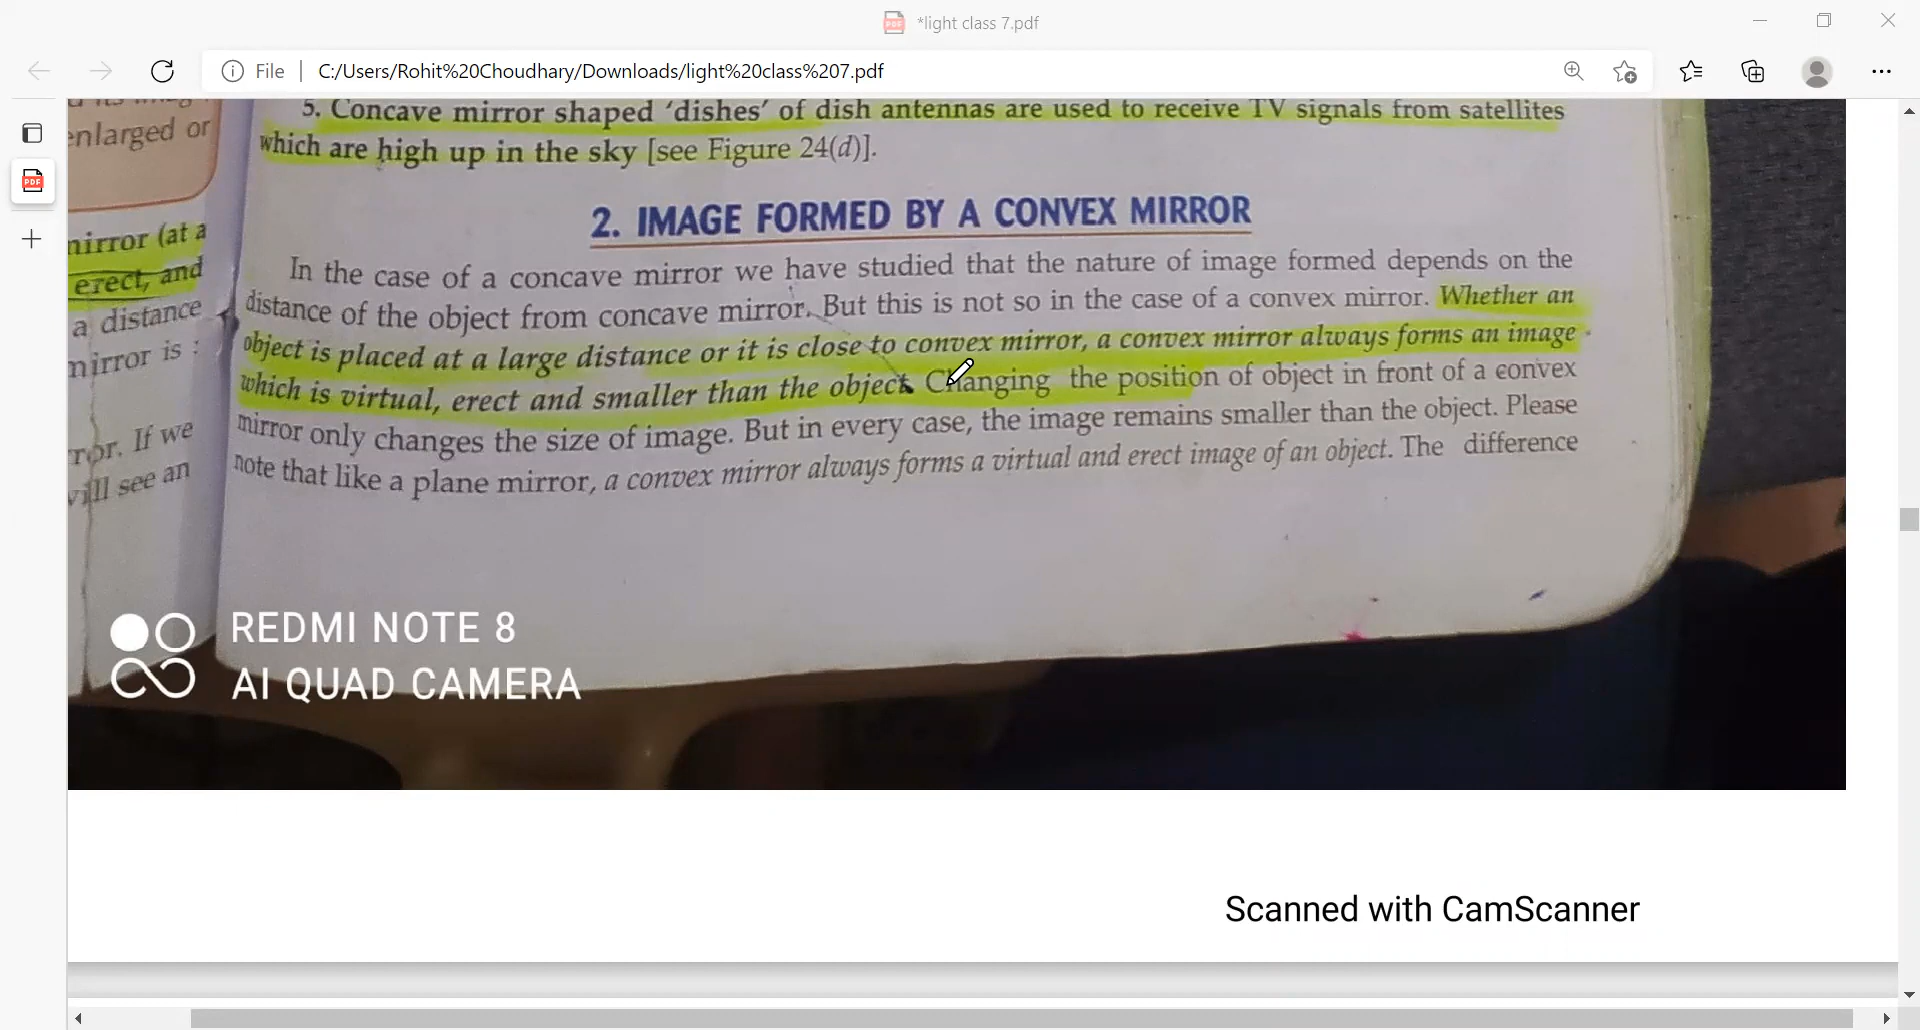 *light class 7.pdf
File
C:/Users/Rohit%20Choudhary/Downloads/light%20class%207.pdf
enlarged or
mirror (at a
erect, and
a distance
mirror is :
ror. If we
will see an
5. Concave mirror shaped ‘dishes’ of dish antennas are used to receive TV signals from satellites
which are high up in the sky [see Figure 24(d)].
2. IMAGE FORMED BY A CONVEX MIRROR
In the case of a concave mirror we have studied that the nature of image formed depends on the
distance of the object from concave mirror. But this is not so in the case of a convex mirror. Whether an
object is placed at a large distance or it is close to convex mirror, a convex mirror always forms an image
which is virtual, erect and smaller than the object. Changing the position of object in front of a convex
mirror only changes the size of image. But in every case, the image remains smaller than the object. Please
note that like a plane mirror, a convex mirror always forms a virtual and erect image of an object. The difference
REDMI NOTE 8
AI QUAD CAMERA
Scanned with CamScanner